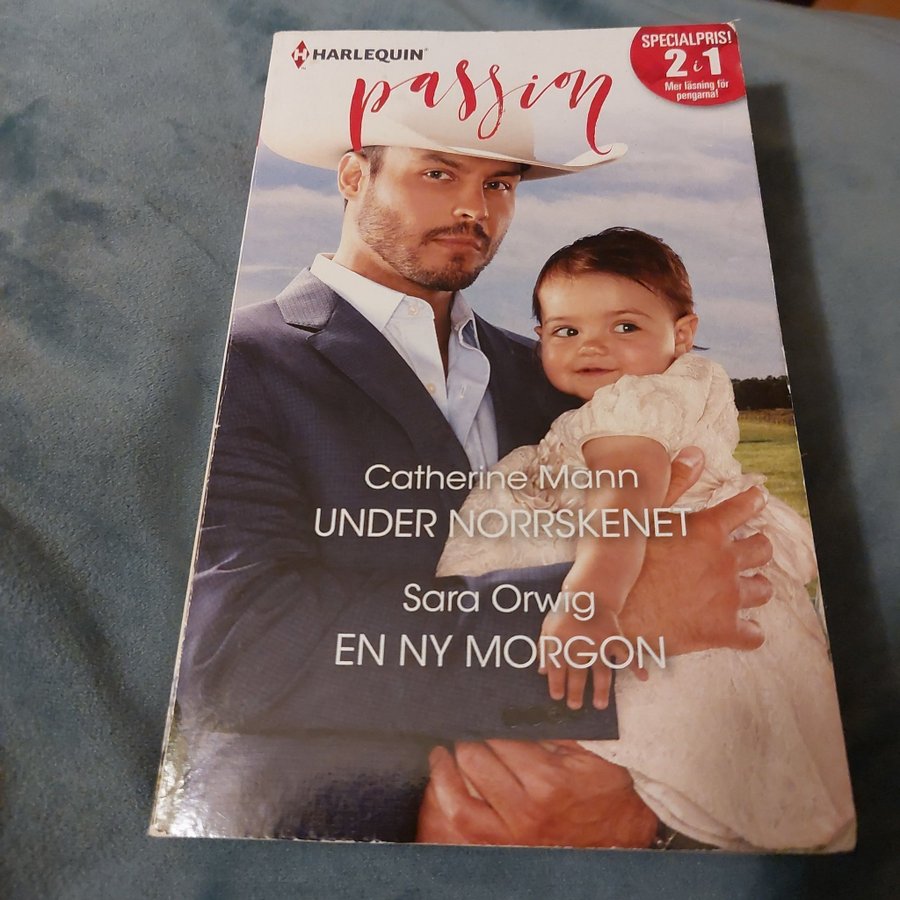 HARLEQUIN
passion
SPECIALPRIS!
2 i 1
Mer läsning för
pengarna!
Catherine Mann
UNDER NORRSKENET
Sara Orwig
EN NY MORGON